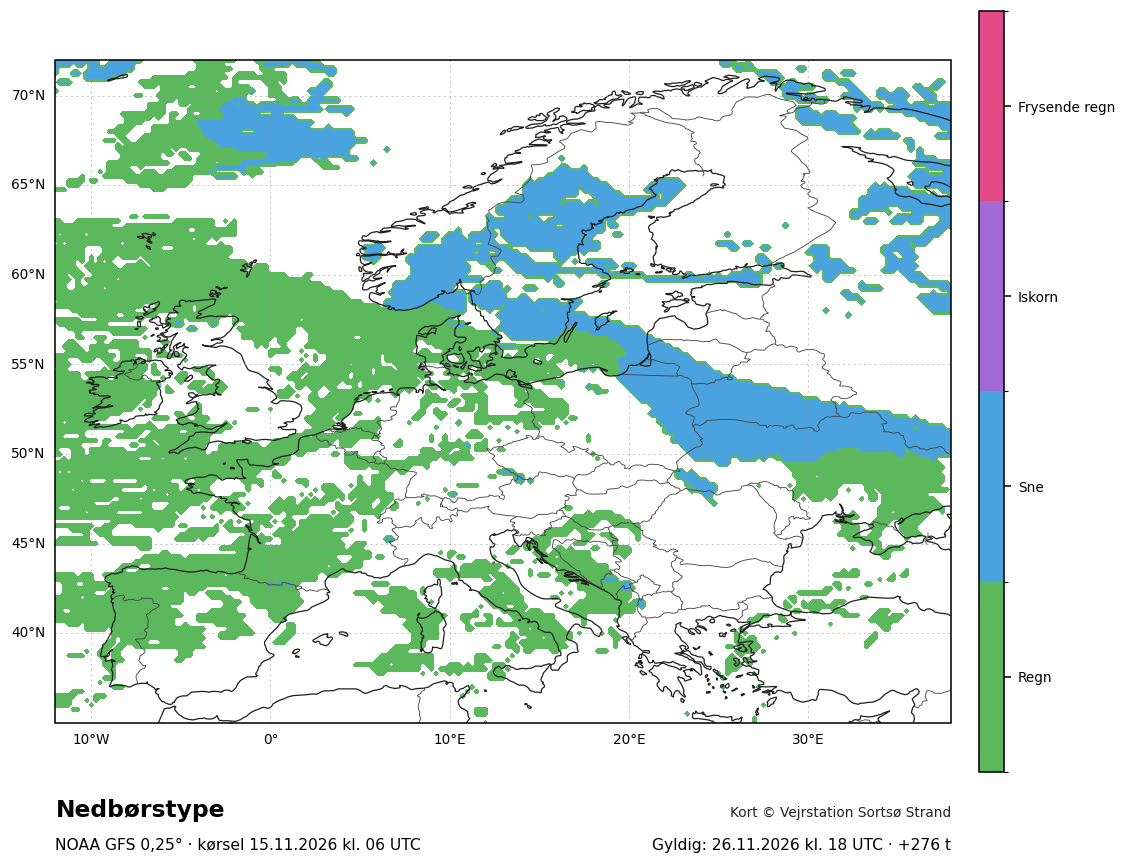 Frysende regn
Iskorn
Sne
Regn
70°N
65°N
60°N
55°N
50°N
45°N
40°N
10°W
0°
10°E
20°E
30°E
Nedbørstype
Kort © Vejrstation Sortsø Strand
NOAA GFS 0,25° · kørsel 15.11.2026 kl. 06 UTC
Gyldig: 26.11.2026 kl. 18 UTC · +276 t